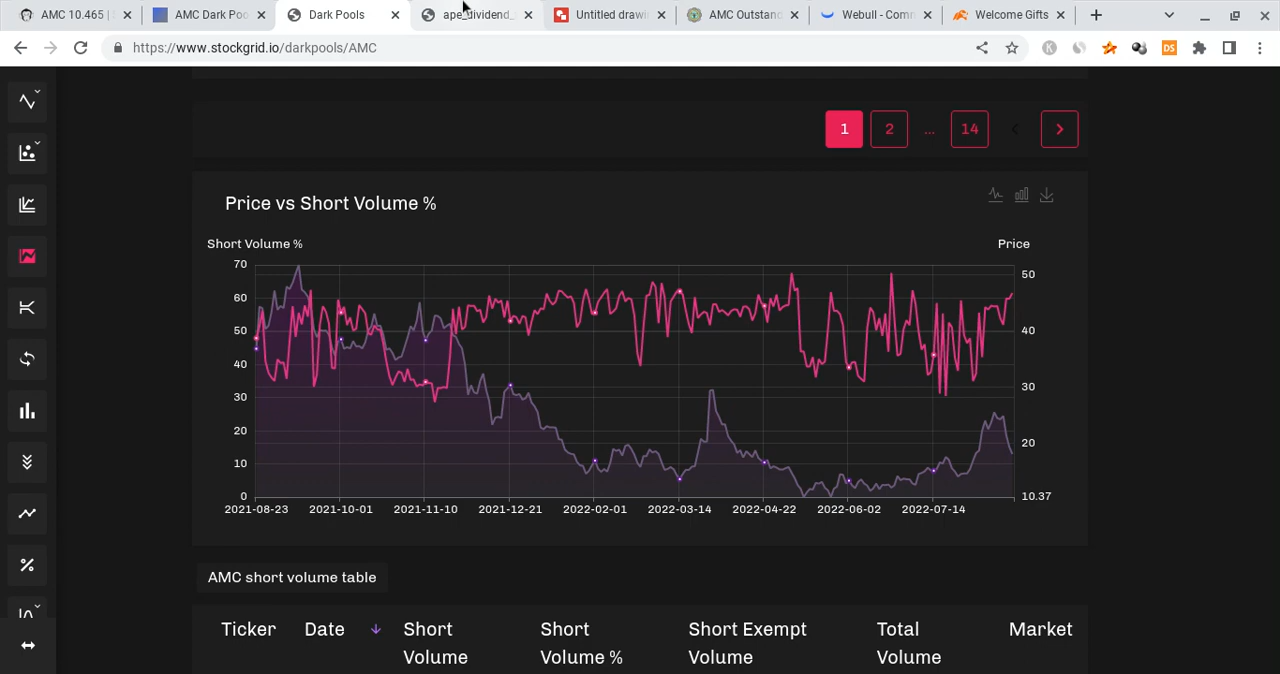 AMC 10.465 |
AMC Dark Poo
Dark Pools
ape_dividend_
Untitled drawi
AMC Outstand
Webull - Comm
Welcome Gifts
https://www.stockgrid.io/darkpools/AMC
K
DS
1
2
...
14
Price vs Short Volume %
Short Volume %
Price
70
60
50
40
30
20
10
0
50
40
30
20
10.37
2021-08-23
2021-10-01
2021-11-10
2021-12-21
2022-02-01
2022-03-14
2022-04-22
2022-06-02
2022-07-14
AMC short volume table
Ticker Date Short Volume Short Volume % Short Exempt Volume Total Volume Market